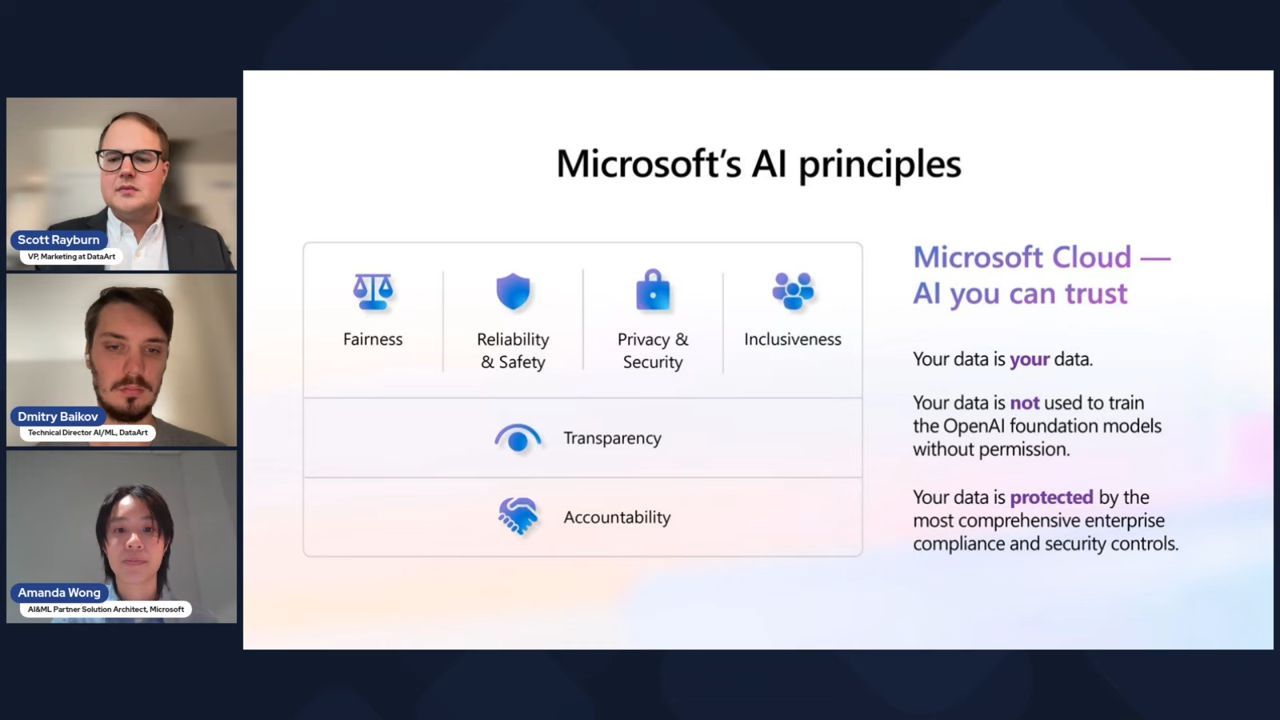 Scott Rayburn
VP, Marketing at DataArt
Dmitry Baikov
Technical Director AI/ML, DataArt
Amanda Wong
AI&ML Partner Solution Architect, Microsoft
Microsoft's AI principles
Fairness
Reliability
& Safety
Privacy &
Security
Inclusiveness
Transparency
Accountability
Microsoft Cloud —
AI you can trust
Your data is your data.
Your data is not used to train
the OpenAI foundation models
without permission.
Your data is protected by the
most comprehensive enterprise
compliance and security controls.